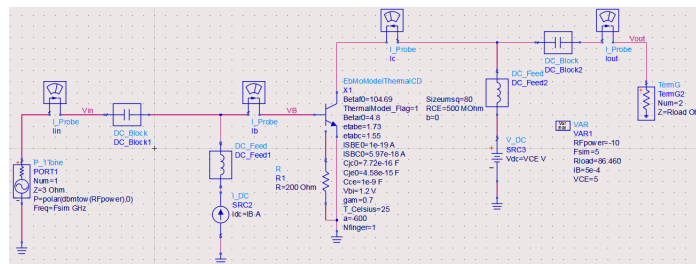 I_Probe
Iin
Vin
DC_Block
DC_Block1
VB
I_Probe
Ib
I_Probe
Ic
DC_Block
DC_Block2
I_Probe
Iout
Vout
P_1Tone
PORT1
Num=1
Z=3 Ohm
P=polar(dbmtow(RFpower),0)
Freq=Fsim GHz
DC_Feed
DC_Feed1
I_DC
SRC2
Idc=IB A
R
R1
R=200 Ohm
EbMoModelThermalCD
X1
Betaf0=104.69
ThermalModel_Flag=1
Betar0=4.8
etabe=1.73
etabc=1.55
ISBE0=1e-19 A
ISBC0=5.97e-18 A
Cjc0=7.72e-16 F
Cje0=4.58e-15 F
Cce=1e-9 F
Vbi=1.2 V
gam=0.7
T_Celsius=25
a=-600
Nfinger=1
Sizeumsq=80
RCE=500 MOhm
b=0
DC_Feed
DC_Feed2
V_DC
SRC3
Vdc=VCE V
Var
Eqn
VAR
VAR1
RFpower=-10
Fsim=5
Rload=86.460
IB=5e-4
VCE=5
TermG
TermG2
Num=2
Z=Rload Oh